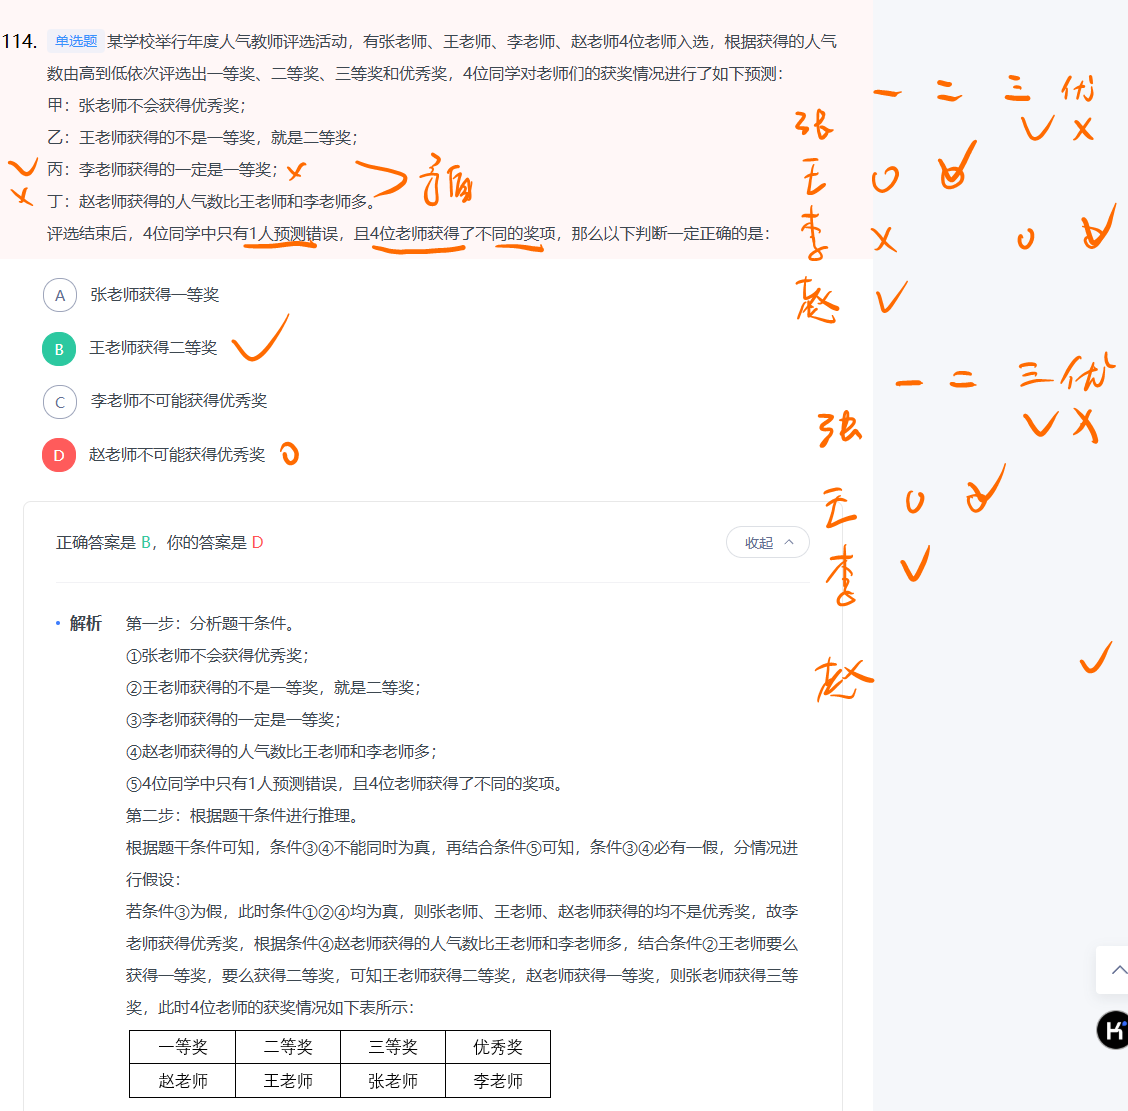 114. 单选题 某学校举行年度人气教师评选活动，有张老师、王老师、李老师、赵老师4位老师入选，根据获得的人气
数由高到低依次评选出一等奖、二等奖、三等奖和优秀奖，4位同学对老师们的获奖情况进行了如下预测：
甲：张老师不会获得优秀奖；
乙：王老师获得的不是一等奖，就是二等奖；
丙：李老师获得的一定是一等奖；
丁：赵老师获得的人气数比王老师和李老师多。
矛盾
评选结束后，4位同学中只有1人预测错误，且4位老师获得了不同的奖项，那么以下判断一定正确的是：
一 二 三 优
张
王
李
赵
A 张老师获得一等奖
B 王老师获得二等奖
C 李老师不可能获得优秀奖
D 赵老师不可能获得优秀奖
一 二 三 优
张
王
李
赵
正确答案是 B，你的答案是 D
收起
解析 第一步：分析题干条件。
①张老师不会获得优秀奖；
②王老师获得的不是一等奖，就是二等奖；
③李老师获得的一定是一等奖；
④赵老师获得的人气数比王老师和李老师多；
⑤4位同学中只有1人预测错误，且4位老师获得了不同的奖项。
第二步：根据题干条件进行推理。
根据题干条件可知，条件③④不能同时为真，再结合条件⑤可知，条件③④必有一假，分情况进
行假设：
若条件③为假，此时条件①②④均为真，则张老师、王老师、赵老师获得的均不是优秀奖，故李
老师获得优秀奖，根据条件④赵老师获得的人气数比王老师和李老师多，结合条件②王老师要么
获得一等奖，要么获得二等奖，可知王老师获得二等奖，赵老师获得一等奖，则张老师获得三等
奖，此时4位老师的获奖情况如下表所示：
一等奖 二等奖 三等奖 优秀奖
赵老师 王老师 张老师 李老师
K